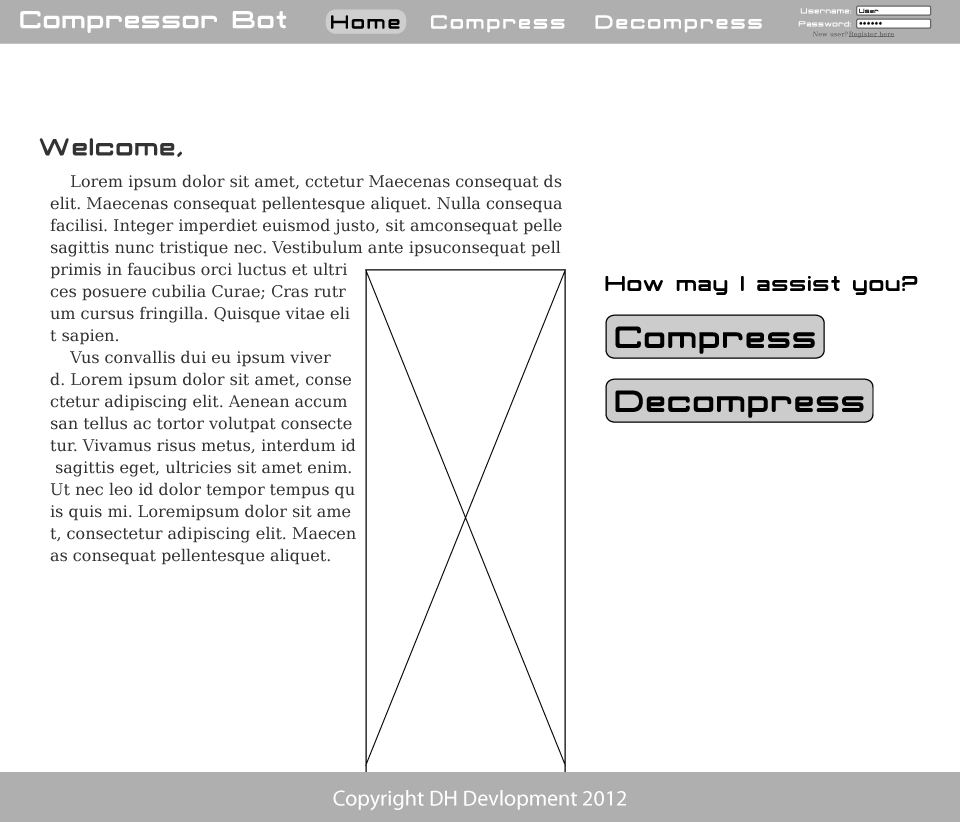 Compressor Bot Home Compress Decompress
Username: User
Password: ••••••
New user? Register here
Welcome,
Lorem ipsum dolor sit amet, cctetur Maecenas consequat ds
elit. Maecenas consequat pellentesque aliquet. Nulla consequa
facilisi. Integer imperdiet euismod justo, sit amconsequat pelle
sagittis nunc tristique nec. Vestibulum ante ipsuconsequat pell
primis in faucibus orci luctus et ultri
ces posuere cubilia Curae; Cras rutr
um cursus fringilla. Quisque vitae eli
t sapien.
Vus convallis dui eu ipsum viver
d. Lorem ipsum dolor sit amet, conse
ctetur adipiscing elit. Aenean accum
san tellus ac tortor volutpat consecte
tur. Vivamus risus metus, interdum id
sagittis eget, ultricies sit amet enim.
Ut nec leo id dolor tempor tempus qu
is quis mi. Loremipsum dolor sit ame
t, consectetur adipiscing elit. Maecen
as consequat pellentesque aliquet.
How may I assist you?
Compress
Decompress
Copyright DH Devlopment 2012